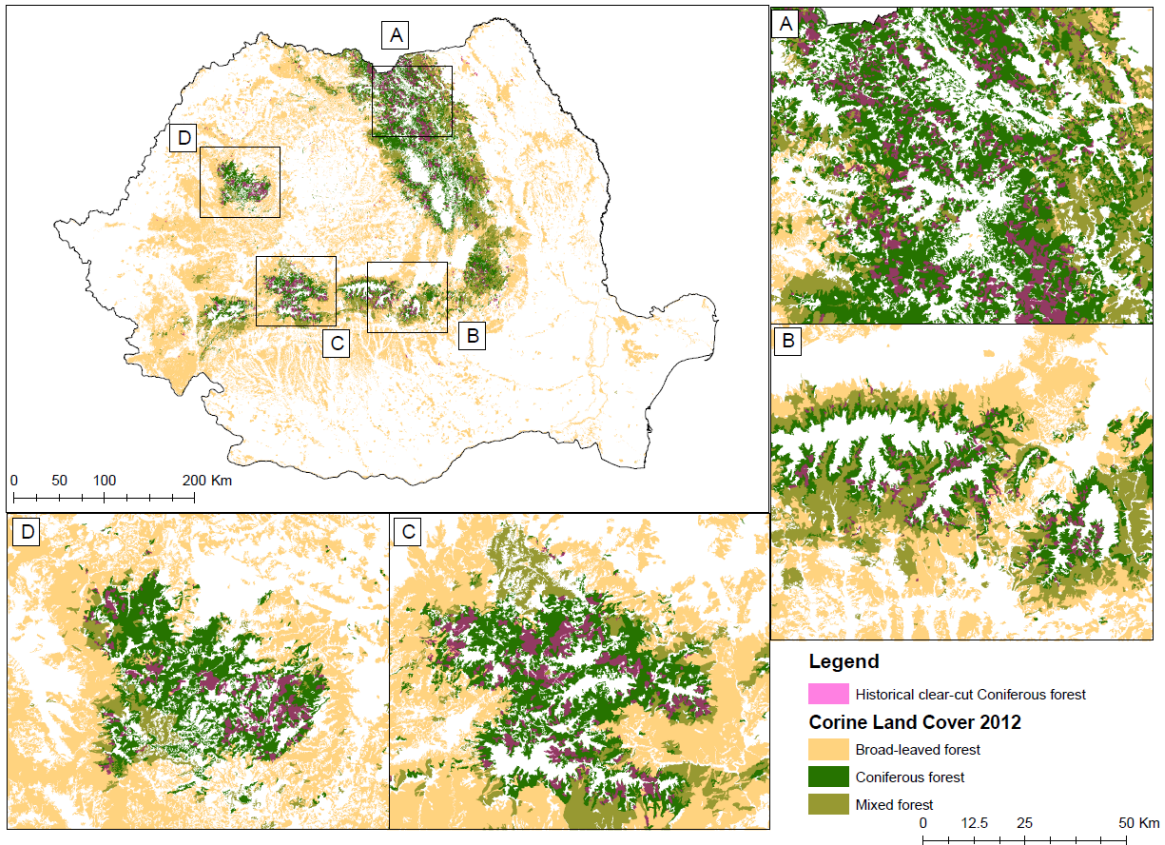 A
D
C
B
0 50 100 200 Km
A
B
D
C
Legend
Historical clear-cut Coniferous forest
Corine Land Cover 2012
Broad-leaved forest
Coniferous forest
Mixed forest
0 12.5 25 50 Km